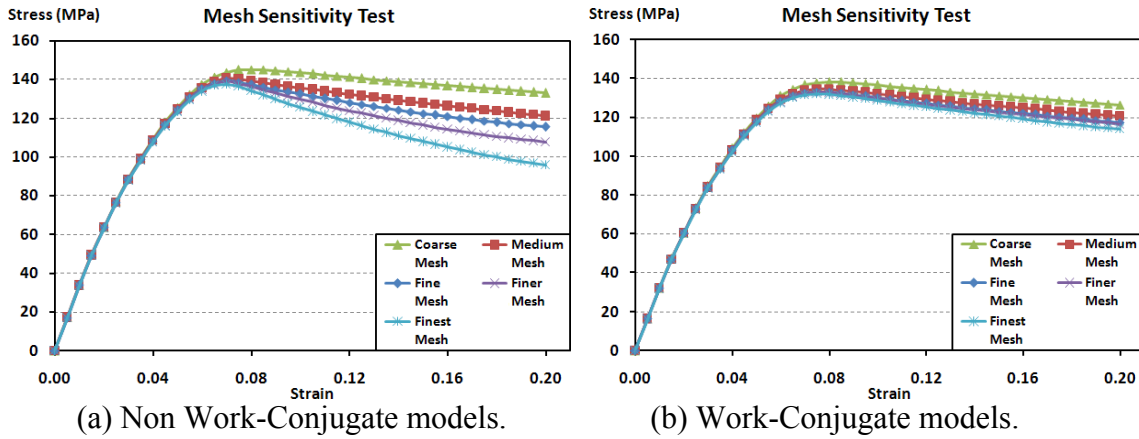 Stress (MPa)
Mesh Sensitivity Test
160
140
120
100
80
60
40
20
0
Coarse Mesh
Medium Mesh
Fine Mesh
Finer Mesh
Finest Mesh
0.00 0.04 0.08 0.12 0.16 0.20
Strain
(a) Non Work-Conjugate models.
Stress (MPa)
Mesh Sensitivity Test
160
140
120
100
80
60
40
20
0
Coarse Mesh
Medium Mesh
Fine Mesh
Finer Mesh
Finest Mesh
0.00 0.04 0.08 0.12 0.16 0.20
Strain
(b) Work-Conjugate models.